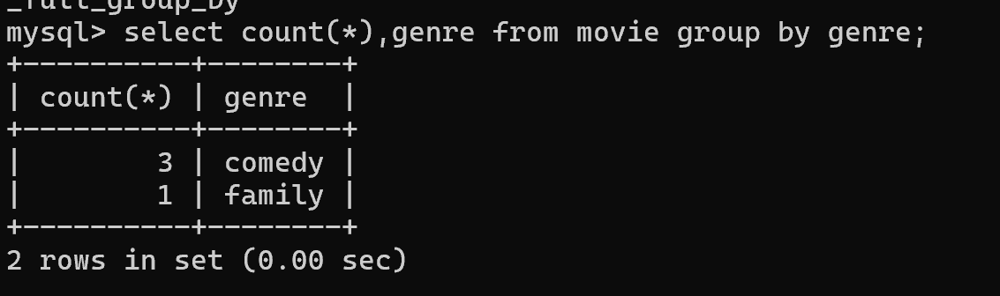 _full_group_by
mysql> select count(*),genre from movie group by genre;
+----------+--------+
| count(*) | genre  |
+----------+--------+
|        3 | comedy |
|        1 | family |
+----------+--------+
2 rows in set (0.00 sec)